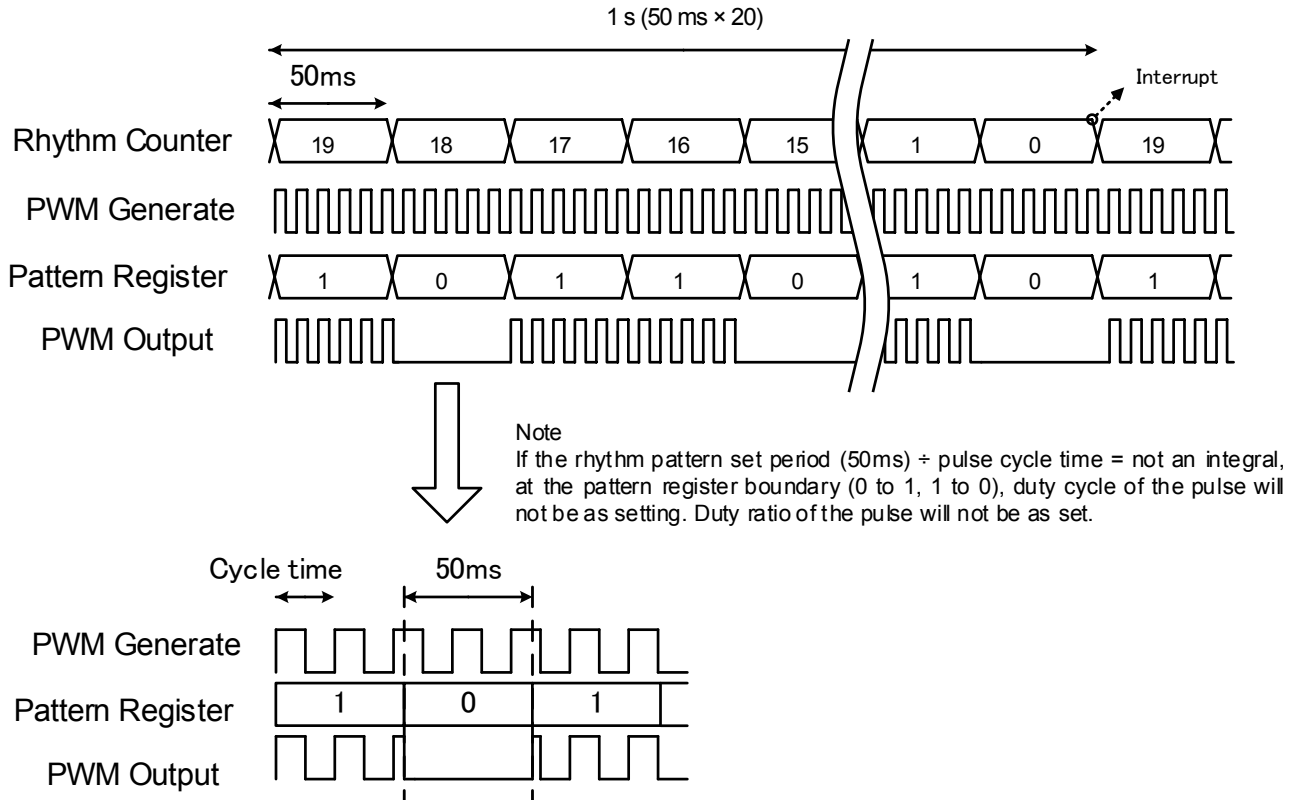 1 s (50 ms × 20)
50ms
Interrupt
Rhythm Counter 19 18 17 16 15 1 0 19
PWM Generate
Pattern Register 1 0 1 1 0 1 0 1
PWM Output
Note
If the rhythm pattern set period (50ms) ÷ pulse cycle time = not an integral,
at the pattern register boundary (0 to 1, 1 to 0), duty cycle of the pulse will
not be as setting. Duty ratio of the pulse will not be as set.
Cycle time 50ms
PWM Generate
Pattern Register 1 0 1
PWM Output